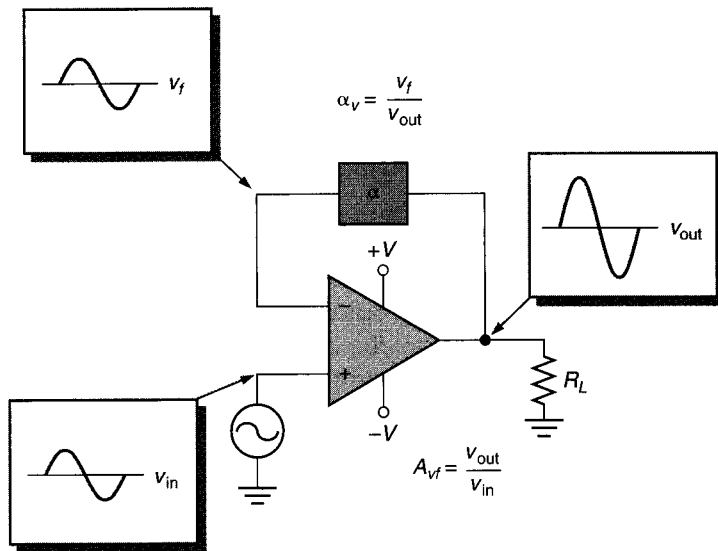 v_f
α_v = v_f / v_out
α
+V
v_out
−
+
R_L
−V
v_in
A_vf = v_out / v_in